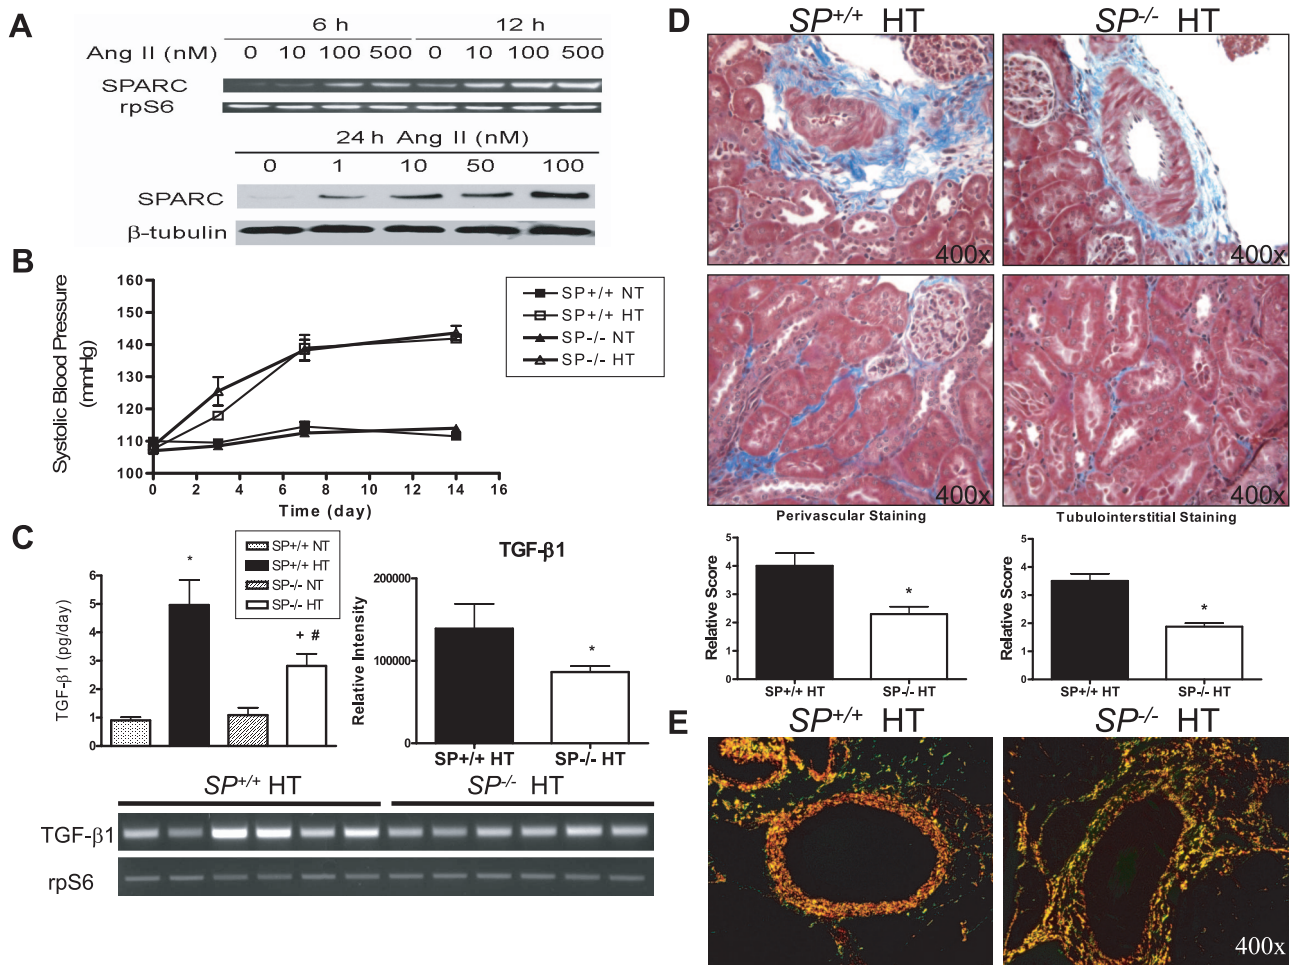 A
6 h 12 h
Ang II (nM) 0 10 100 500 0 10 100 500
SPARC
rpS6
24 h Ang II (nM)
0 1 10 50 100
SPARC
β-tubulin
B
Systolic Blood Pressure
(mmHg)
160
150
140
130
120
110
100
0 2 4 6 8 10 12 14 16
Time (day)
SP+/+ NT
SP+/+ HT
SP-/- NT
SP-/- HT
C
SP+/+ NT
SP+/+ HT
SP-/- NT
SP-/- HT
TGF-β1 (pg/day)
6
5
4
3
2
1
0
*
+ #
TGF-β1
Relative Intensity
200000
100000
0
*
SP+/+ HT SP-/- HT
SP+/+ HT SP-/- HT
TGF-β1
rpS6
D
SP+/+ HT SP-/- HT
400x 400x
400x 400x
Perivascular Staining
Relative Score
5
4
3
2
1
0
*
SP+/+ HT SP-/- HT
Tubulointerstitial Staining
Relative Score
5
4
3
2
1
0
*
SP+/+ HT SP-/- HT
E
SP+/+ HT SP-/- HT
400x